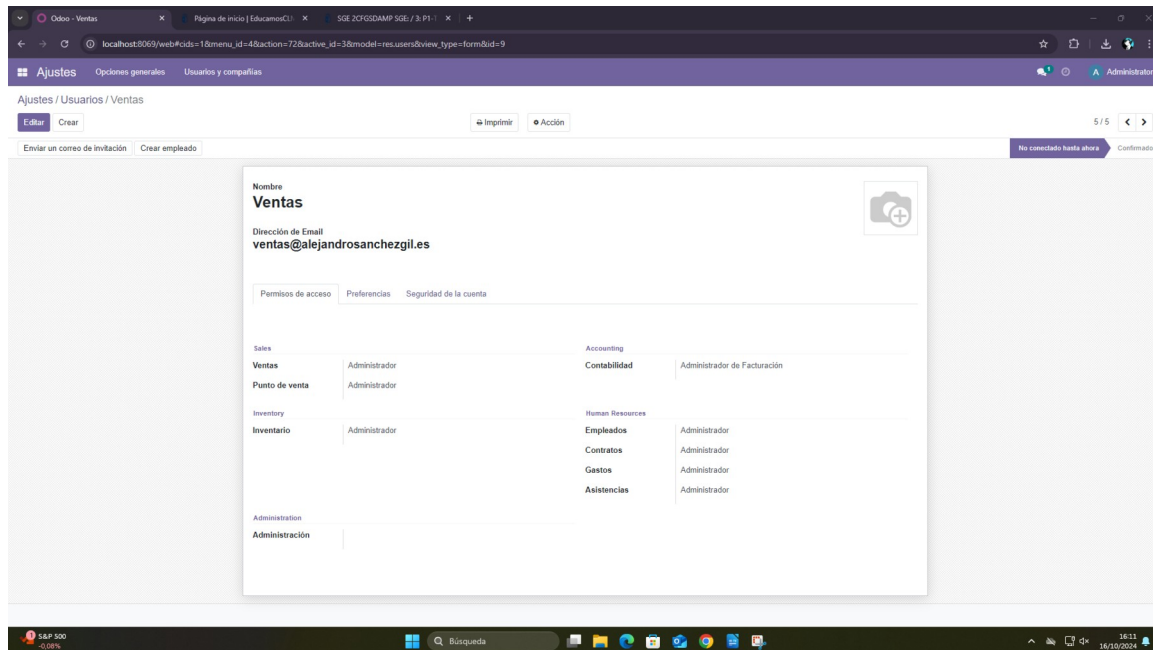 Odoo - Ventas
Página de inicio | EducamosCL
SGE 2CFGSDAMP SGE: / 3: P1-
localhost:8069/web#cids=1&menu_id=4&action=72&active_id=3&model=res.users&view_type=form&id=9
Ajustes Opciones generales Usuarios y compañías
1 A Administrator
Ajustes / Usuarios / Ventas
Editar Crear Imprimir Acción 5 / 5
Enviar un correo de invitación Crear empleado No conectado hasta ahora Confirmado
Nombre
Ventas
Dirección de Email
ventas@alejandrosanchezgil.es
Permisos de acceso Preferencias Seguridad de la cuenta
Sales Accounting
Ventas Administrador Contabilidad Administrador de Facturación
Punto de venta Administrador
Inventory Human Resources
Inventario Administrador Empleados Administrador
Contratos Administrador
Gastos Administrador
Asistencias Administrador
Administration
Administración
1 S&P 500
-0,08%
Búsqueda
16:11
16/10/2024